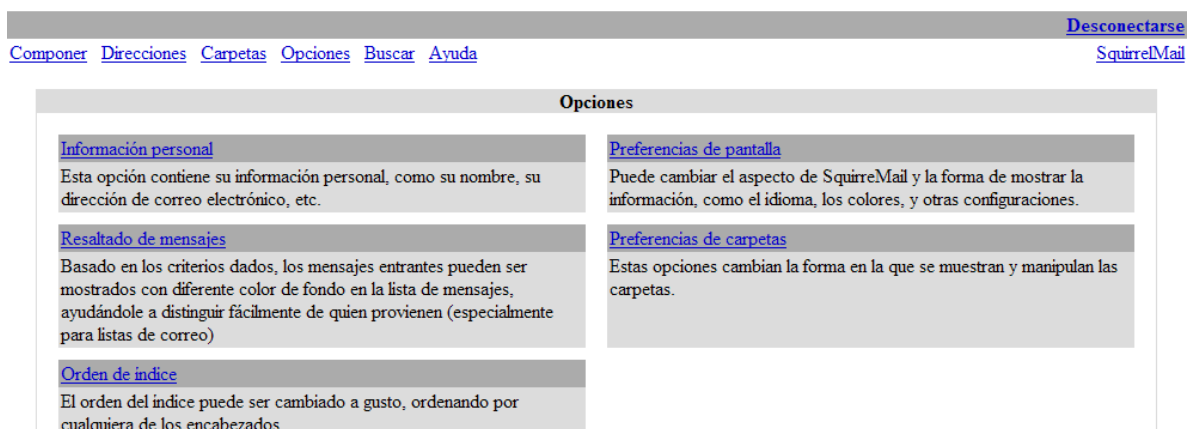 Desconectarse
Componer Direcciones Carpetas Opciones Buscar Ayuda SquirrelMail
Opciones
Información personal
Esta opción contiene su información personal, como su nombre, su
dirección de correo electrónico, etc.
Preferencias de pantalla
Puede cambiar el aspecto de SquirreMail y la forma de mostrar la
información, como el idioma, los colores, y otras configuraciones.
Resaltado de mensajes
Basado en los criterios dados, los mensajes entrantes pueden ser
mostrados con diferente color de fondo en la lista de mensajes,
ayudándole a distinguir fácilmente de quien provienen (especialmente
para listas de correo)
Preferencias de carpetas
Estas opciones cambian la forma en la que se muestran y manipulan las
carpetas.
Orden de índice
El orden del índice puede ser cambiado a gusto, ordenando por
cualquiera de los encabezados